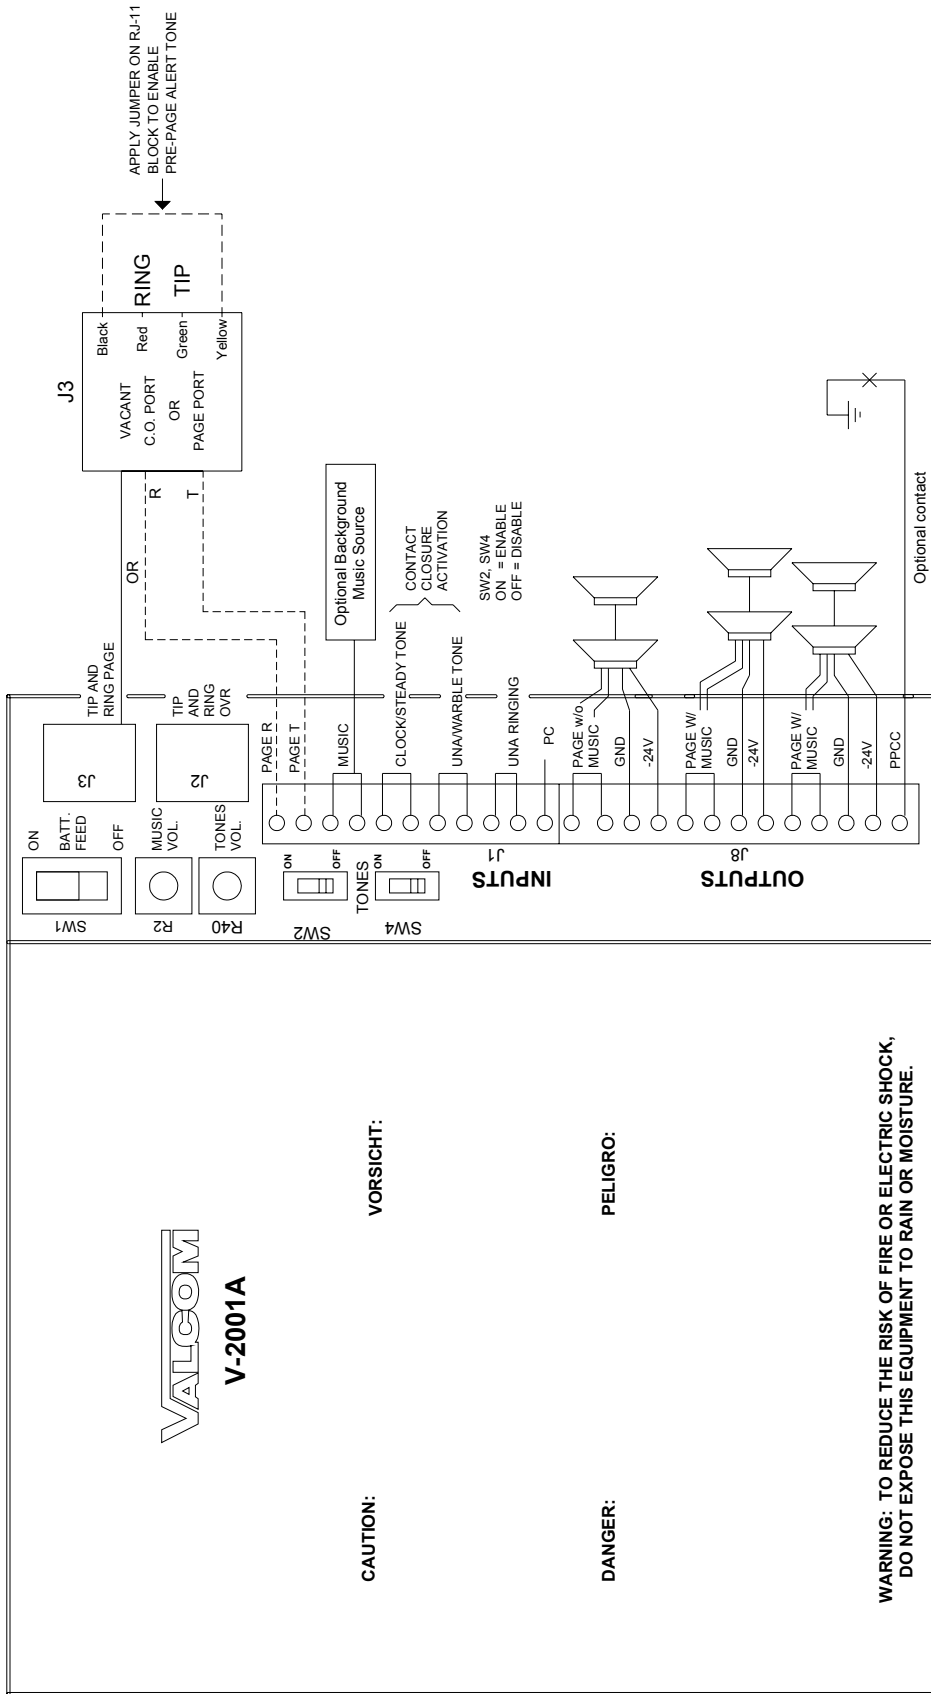 VALCOM
V-2001A
CAUTION:
VORSICHT:
DANGER:
PELIGRO:
WARNING: TO REDUCE THE RISK OF FIRE OR ELECTRIC SHOCK,
DO NOT EXPOSE THIS EQUIPMENT TO RAIN OR MOISTURE.
SW1
ON
BATT.
FEED
OFF
R2
MUSIC
VOL.
R40
TONES
VOL.
SW2
ON
OFF
TONES
SW4
ON
OFF
J3
TIP AND
RING PAGE
J2
TIP
AND
RING
OVR
J1
INPUTS
J8
OUTPUTS
PAGE R
PAGE T
MUSIC
CLOCK/STEADY TONE
UNA/WARBLE TONE
UNA RINGING
PC
PAGE w/o
MUSIC
GND
-24V
PAGE W/
MUSIC
GND
-24V
PAGE W/
MUSIC
GND
-24V
PPCC
OR
R
T
J3
VACANT
C.O. PORT
OR
PAGE PORT
Black
Red
Green
Yellow
RING
TIP
APPLY JUMPER ON RJ-11
BLOCK TO ENABLE
PRE-PAGE ALERT TONE
Optional Background
Music Source
CONTACT
CLOSURE
ACTIVATION
SW2, SW4
ON = ENABLE
OFF = DISABLE
Optional contact